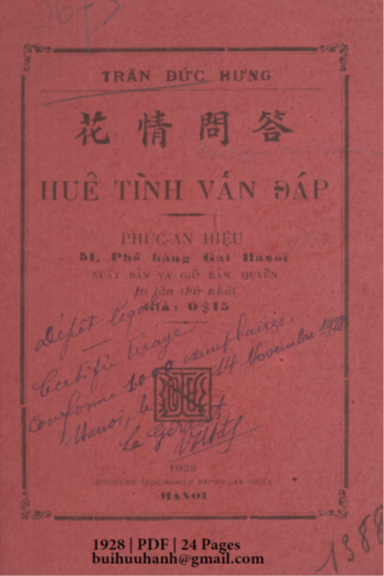 TRẦN ĐỨC HƯNG
花情問答
HUÊ TÌNH VẤN ĐÁP
PHÚC-AN HIỆU
51, Phố hàng Gai Hanoi
XUẤT BẢN VÀ GIỮ BẢN QUYỀN
In lần thứ nhất
Giá : 0$15
Dépôt légal
Certifié tirage
conforme 1000 exemplaires.
Hanoi, le 14 Novembre 1928
Le Gérant
1928
HANOI
1388
1928 | PDF | 24 Pages
buihuuhanh@gmail.com